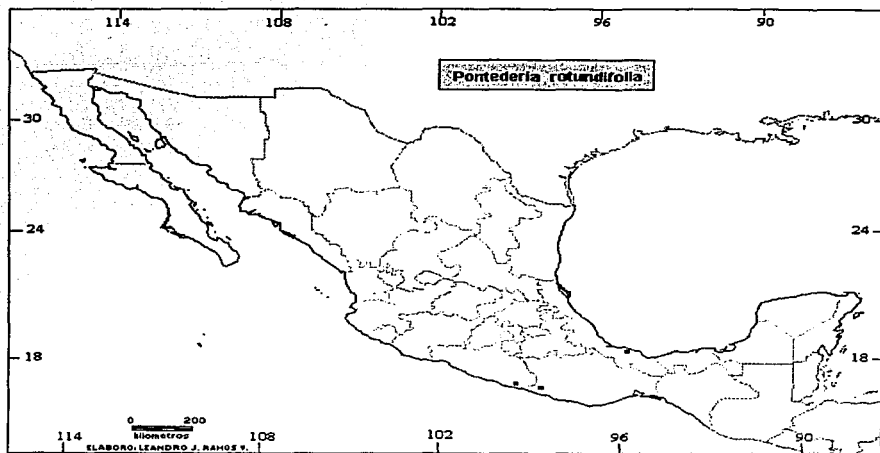 114 108 102 96 90
Pontederia rotundifolia
30 30
24 24
18 18
0 200
kilometros
114 108 102 96 90
ELABORO: LEANDRO J. RAMOS V.